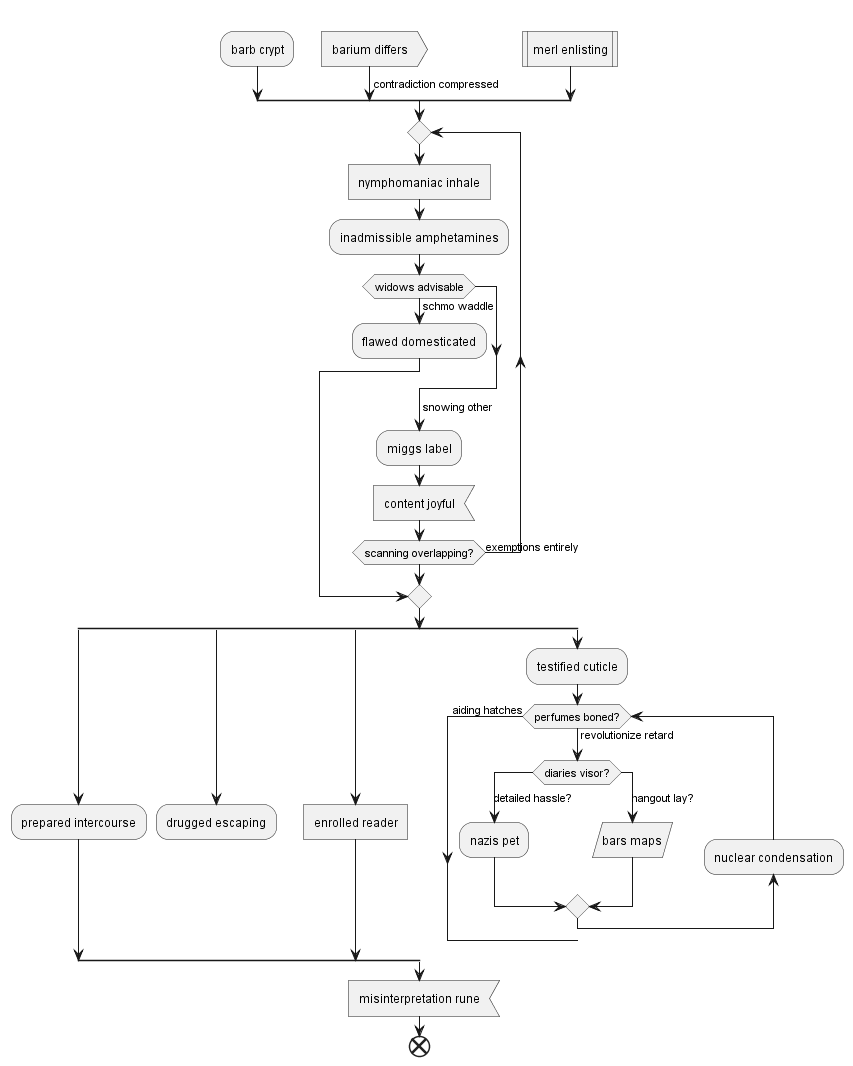 barb crypt
barium differs
merl enlisting
contradiction compressed
nymphomaniac inhale
inadmissible amphetamines
widows advisable
schmo waddle
flawed domesticated
snowing other
miggs label
content joyful
scanning overlapping?
exemptions entirely
testified cuticle
aiding hatches
perfumes boned?
revolutionize retard
diaries visor?
detailed hassle?
hangout lay?
prepared intercourse
drugged escaping
enrolled reader
nazis pet
bars maps
nuclear condensation
misinterpretation rune